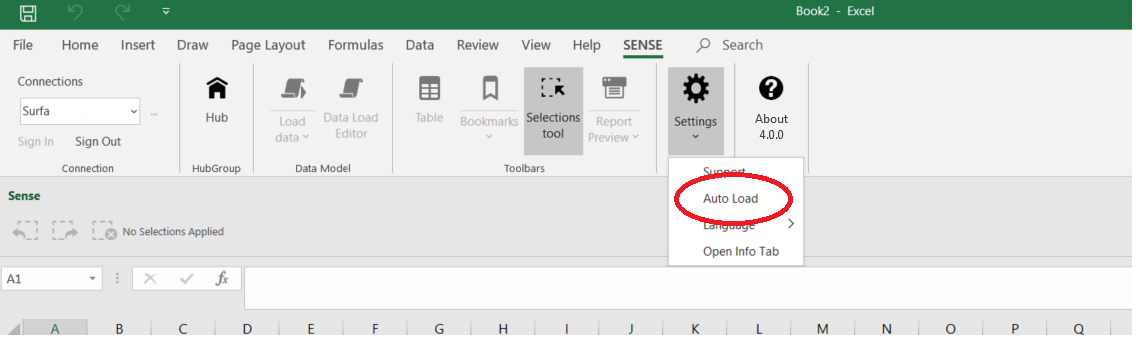 Book2 - Excel
File Home Insert Draw Page Layout Formulas Data Review View Help SENSE Search
Connections
Surfa
...
Sign In Sign Out
Connection
Hub
HubGroup
Load data
Data Load Editor
Data Model
Table
Bookmarks
Selections tool
Report Preview
Toolbars
Settings
About 4.0.0
Support
Auto Load
Language
Open Info Tab
Sense
No Selections Applied
A1
fx
A B C D E F G H I J K L M N O P Q